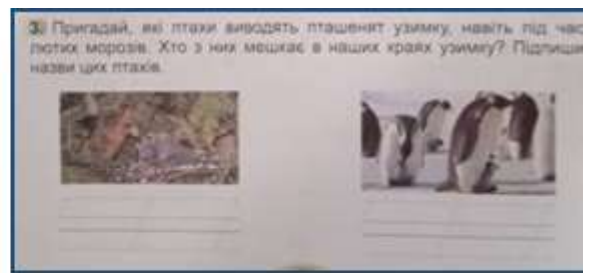 3. Пригадай, які птахи виводять пташенят узимку, навіть під час
лютих морозів. Хто з них мешкає в наших краях узимку? Підпиши
назви цих птахів.